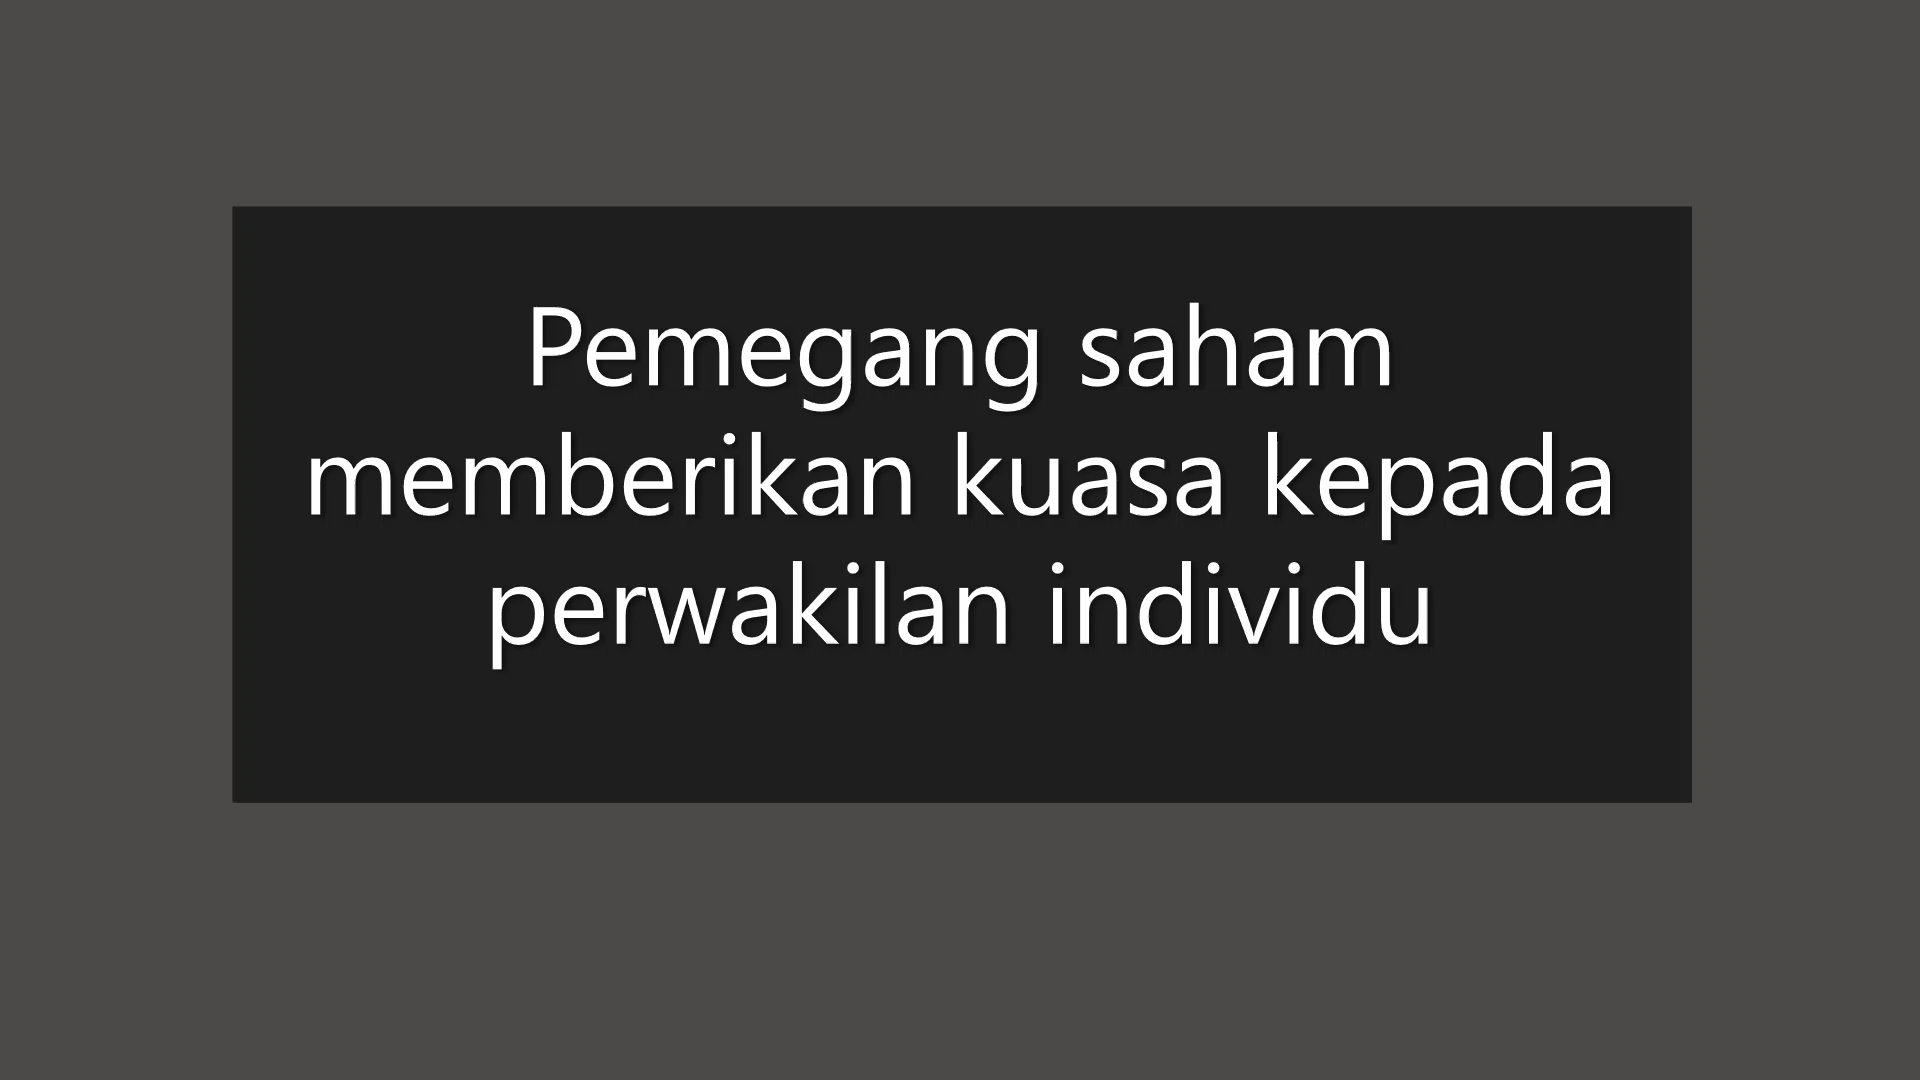 Pemegang saham
memberikan kuasa kepada
perwakilan individu